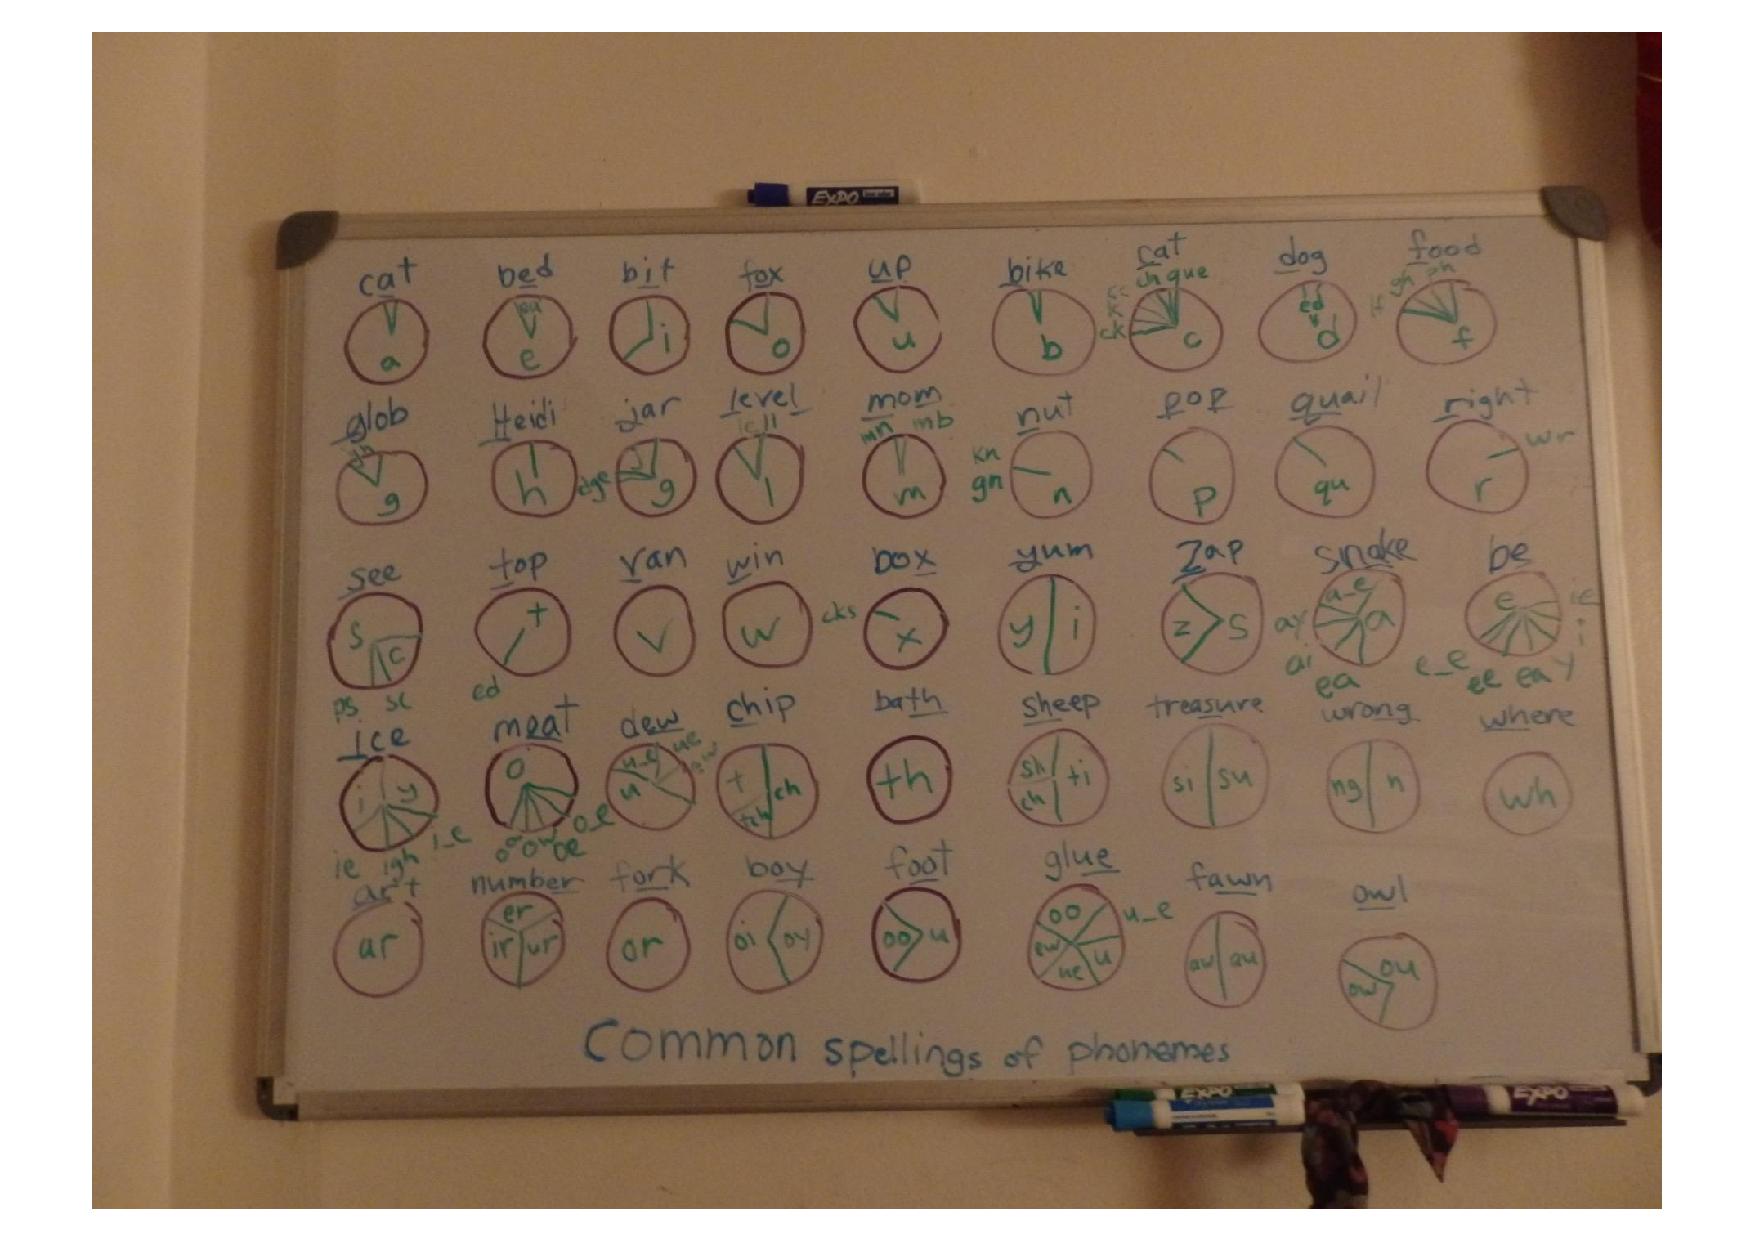 EXPO
cat bed bit fox up bike cat dog food
ea ch que gh ph
ck
a e i o u b c ed d f
glob Heidi jar level mom nut pop quail right
gh ll mn mb kn wr
g h dge g l m gn n p qu r
see top van win box yum zap snake be
s c t v w cks x y i z s a_e a ay e ie i
ps sc ed ai ea e_e ee ea y
ice meat dew chip bath sheep treasure wrong where
i y o u_e ue ew u t ch tch th sh ch ti si su ng n wh
ie igh i_e oa ow oe o_e
art number fork boy foot glue fawn owl
ar er ir ur or oi oy oo u oo u_e ew ue u aw au ow ou
Common spellings of phonemes
EXPO EXPO